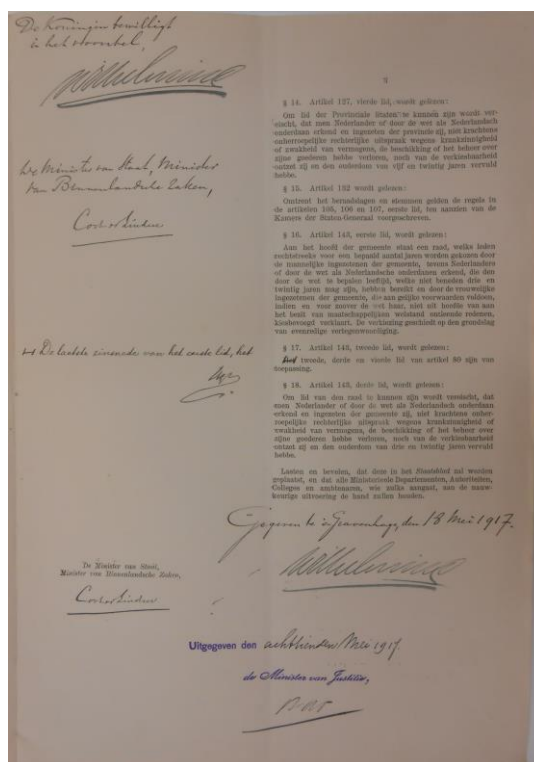 De Koningin bewilligt
in het voorstel,
Wilhelmina
De Minister van Staat, Minister
van Binnenlandsche Zaken,
Cort v d Linden
De laatste zinsnede van het eerste lid, het
§ 14. Artikel 127, vierde lid, wordt gelezen:
Om lid der Provinciale Staten te kunnen zijn wordt ver-
eischt, dat men Nederlander of door de wet als Nederlandsch
onderdaan erkend en ingezeten der provincie zij, niet krachtens
onherroepelijke rechterlijke uitspraak wegens krankzinnigheid
of zwakheid van vermogens, de beschikking of het beheer over
zijne goederen hebbe verloren, noch van de verkiesbaarheid
ontzet zij en den ouderdom van vijf en twintig jaren vervuld
hebbe.
§ 15. Artikel 132 wordt gelezen:
Omtrent het beraadslagen en stemmen gelden de regels in
de artikelen 105, 106 en 107, eerste lid, ten aanzien van de
Kamers der Staten-Generaal voorgeschreven.
§ 16. Artikel 143, eerste lid, wordt gelezen:
Aan het hoofd der gemeente staat een raad, welks leden
rechtstreeks voor een bepaald aantal jaren worden gekozen door
de mannelijke ingezetenen der gemeente, tevens Nederlanders
of door de wet als Nederlandsche onderdanen erkend, die den
door de wet te bepalen leeftijd, welke niet beneden drie en
twintig jaren mag zijn, hebben bereikt en door de vrouwelijke
ingezetenen der gemeente, die aan gelijke voorwaarden voldoen,
indien en voor zoover de wet haar, niet uit hoofde van aan
het bezit van maatschappelijken welstand ontleende redenen,
kiesbevoegd verklaart. De verkiezing geschiedt op den grondslag
van evenredige vertegenwoordiging.
§ 17. Artikel 143, tweede lid, wordt gelezen:
tweede, derde en vierde lid van artikel 80 zijn van
toepassing.
§ 18. Artikel 143, derde lid, wordt gelezen:
Om lid van den raad te kunnen zijn wordt vereischt, dat
men Nederlander of door de wet als Nederlandsch onderdaan
erkend en ingezeten der gemeente zij, niet krachtens onher-
roepelijke rechterlijke uitspraak wegens krankzinnigheid of
zwakheid van vermogens, de beschikking of het beheer over
zijne goederen hebbe verloren, noch van de verkiesbaarheid
ontzet zij en den ouderdom van drie en twintig jaren vervuld
hebbe.
Lasten en bevelen, dat deze in het Staatsblad zal worden
geplaatst, en dat alle Ministerieele Departementen, Autoriteiten,
Colleges en ambtenaren, wie zulks aangaat, aan de nauw-
keurige uitvoering de hand zullen houden.
Gegeven te 's Gravenhage, den 18 Mei 1917.
Wilhelmina
De Minister van Staat,
Minister van Binnenlandsche Zaken,
Cort v d Linden
Uitgegeven den achttienden Mei 1917.
de Minister van Justitie,